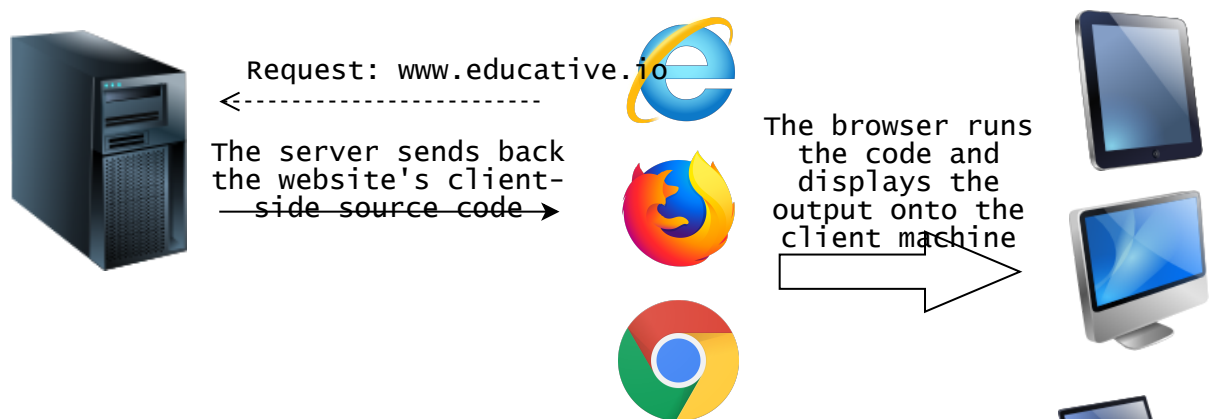 Request: www.educative.io
The server sends back
the website's client-
side source code
The browser runs
the code and
displays the
output onto the
client machine